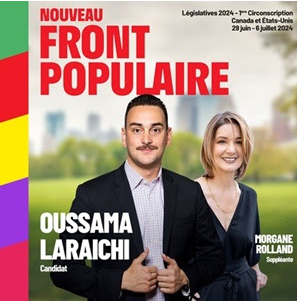 NOUVEAU
FRONT
POPULAIRE
Législatives 2024 - 1ère Circonscription
Canada et États-Unis
29 juin - 6 juillet 2024
OUSSAMA
LARAICHI
Candidat
MORGANE
ROLLAND
Suppléante